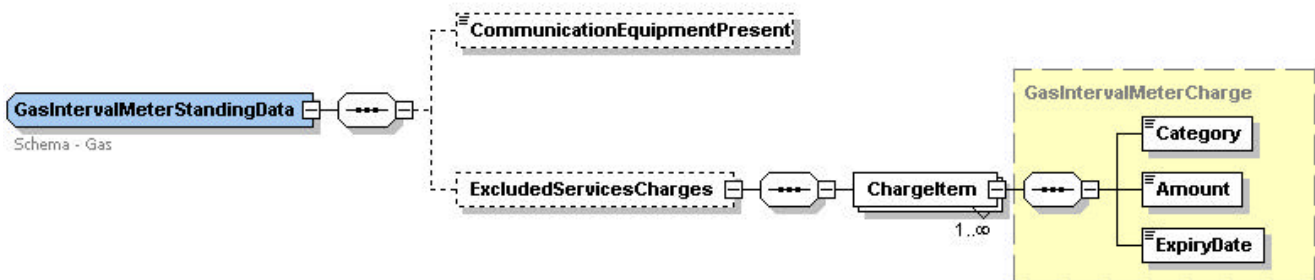 CommunicationEquipmentPresent
GasIntervalMeterStandingData
Schema - Gas
GasIntervalMeterCharge
Category
ExcludedServicesCharges
ChargeItem
1..∞
Amount
ExpiryDate